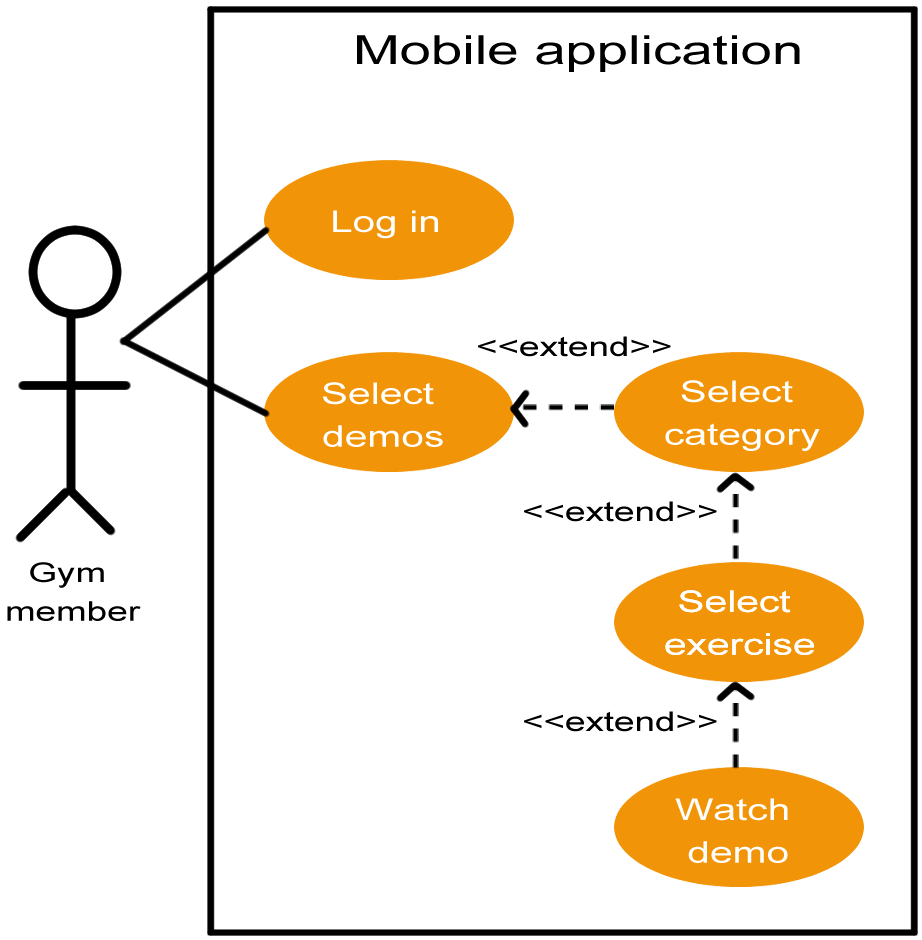 Mobile application
Log in
<<extend>>
Select
demos
Select
category
<<extend>>
Gym
member
Select
exercise
<<extend>>
Watch
demo